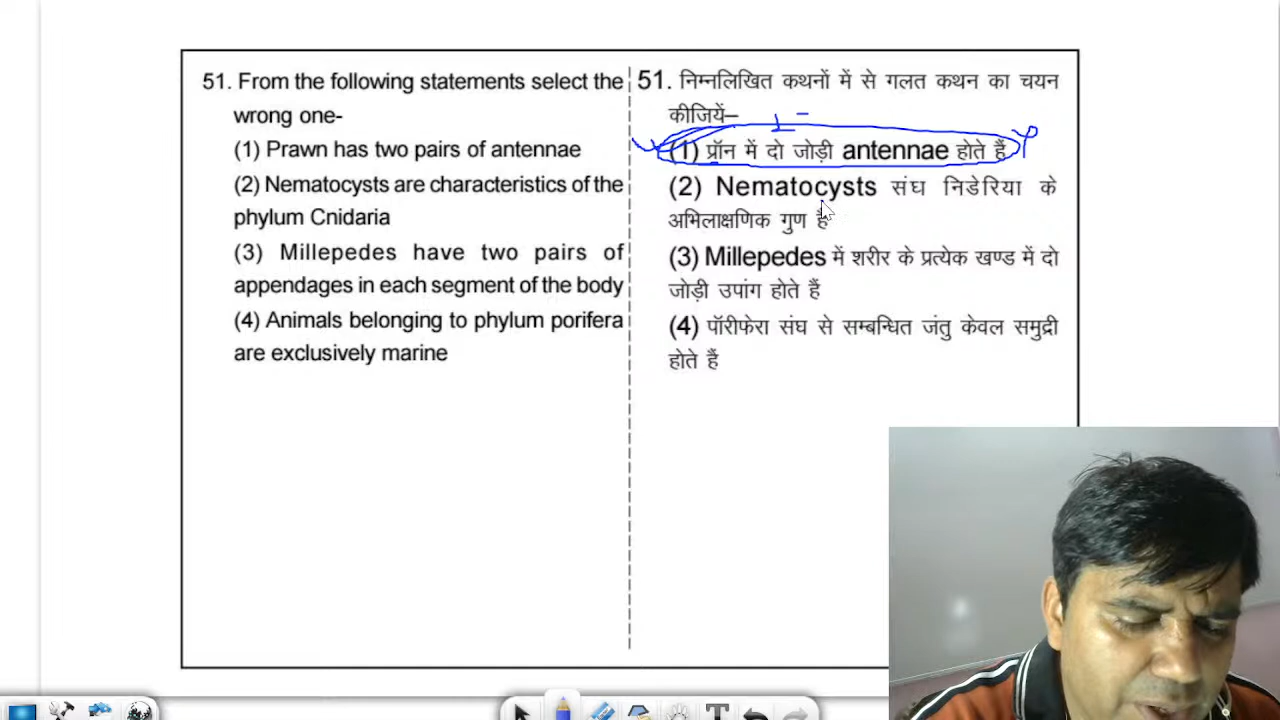 51. From the following statements select the
wrong one-
(1) Prawn has two pairs of antennae
(2) Nematocysts are characteristics of the
phylum Cnidaria
(3) Millepedes have two pairs of
appendages in each segment of the body
(4) Animals belonging to phylum porifera
are exclusively marine
51. निम्नलिखित कथनों में से गलत कथन का चयन
कीजियें–
(1) प्रॉन में दो जोड़ी antennae होते हैं
(2) Nematocysts संघ निडेरिया के
अभिलाक्षणिक गुण हैं
(3) Millepedes में शरीर के प्रत्येक खण्ड में दो
जोड़ी उपांग होते हैं
(4) पॉरीफेरा संघ से सम्बन्धित जंतु केवल समुद्री
होते हैं